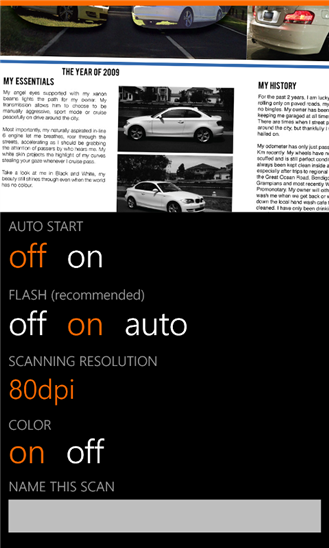 THE YEAR OF 2009
MY ESSENTIALS
My angel eyes supported with my xenon
beams lights the path for my owner. My
transmission allows him to choose to be
manually aggressive, sport mode or cruise
peacefully on drive around the city.
Most importantly, my naturally aspirated in-line
6 engine let me breathe, roar through the
streets, accelerating as I should be grabbing
the attention of passers by who hears me. My
white skin projects the highlight of my curves
stealing your gaze whenever I cruise pass.
Take a look at me in Black and White, my
beauty still shines through even when the world
has no colour.
MY HISTORY
For the past 2 years, I am lucky
rolling only on paved roads, my
no bingles. My owner has been
keeping me garaged at all times
There are times when I street p
around the city, but thankfully I
hailed on.
My odometer has only just pass
Km recently. My wheels have n
scuffed and is still perfect condi
always been kept clean inside a
especially after trips to regional
the Great Ocean Road, Bendigo
Grampians and most recently W
Promonotary. My owner will othe
wash me when we get back or w
down the local hand wash cafe
cleaned. I have only been
AUTO START
off on
FLASH (recommended)
off on auto
SCANNING RESOLUTION
80dpi
COLOR
on off
NAME THIS SCAN